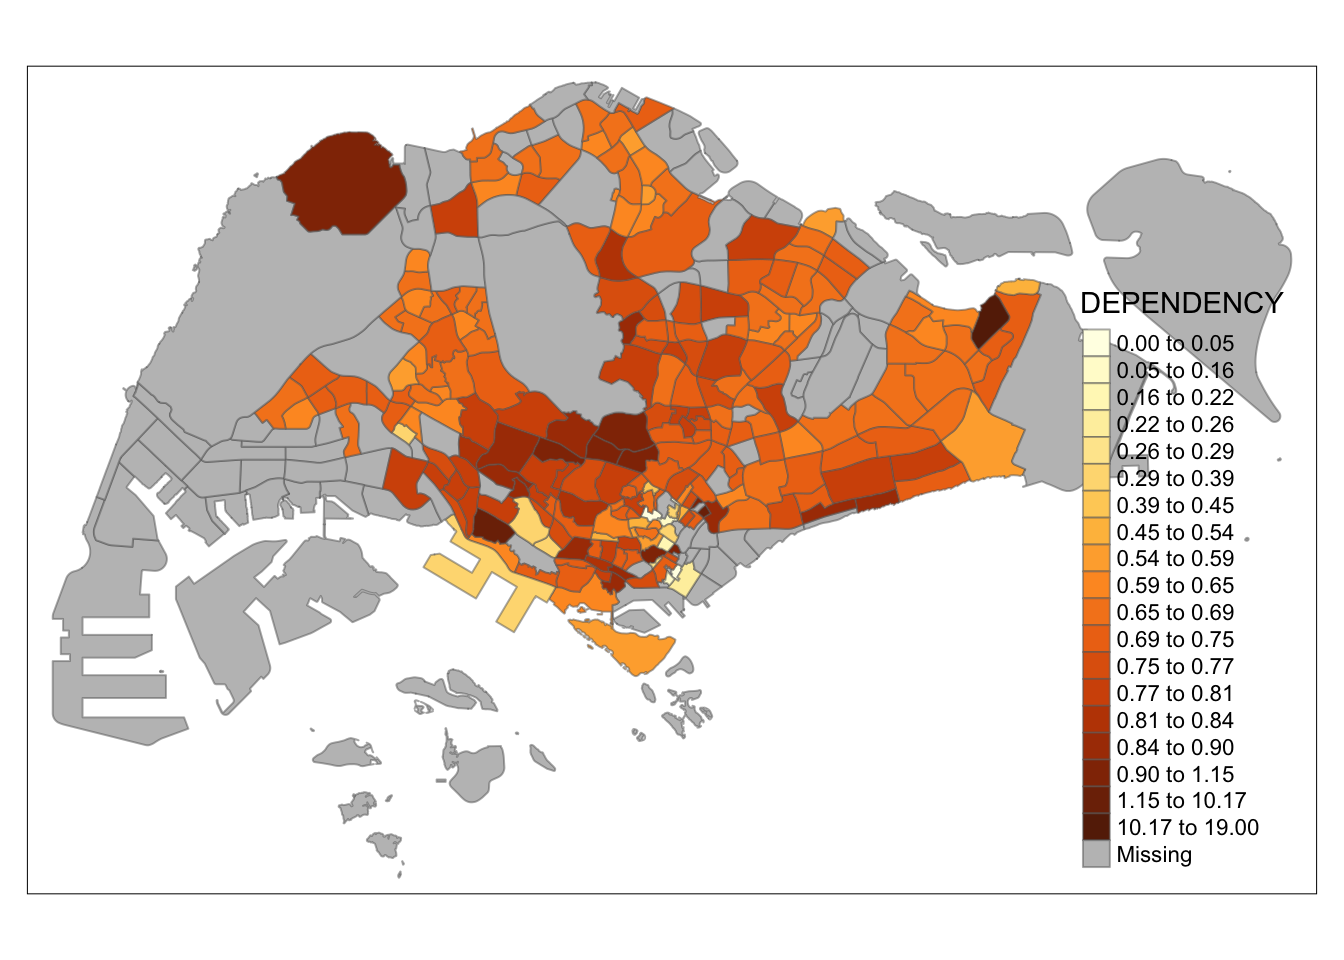 DEPENDENCY
0.00 to 0.05
0.05 to 0.16
0.16 to 0.22
0.22 to 0.26
0.26 to 0.29
0.29 to 0.39
0.39 to 0.45
0.45 to 0.54
0.54 to 0.59
0.59 to 0.65
0.65 to 0.69
0.69 to 0.75
0.75 to 0.77
0.77 to 0.81
0.81 to 0.84
0.84 to 0.90
0.90 to 1.15
1.15 to 10.17
10.17 to 19.00
Missing